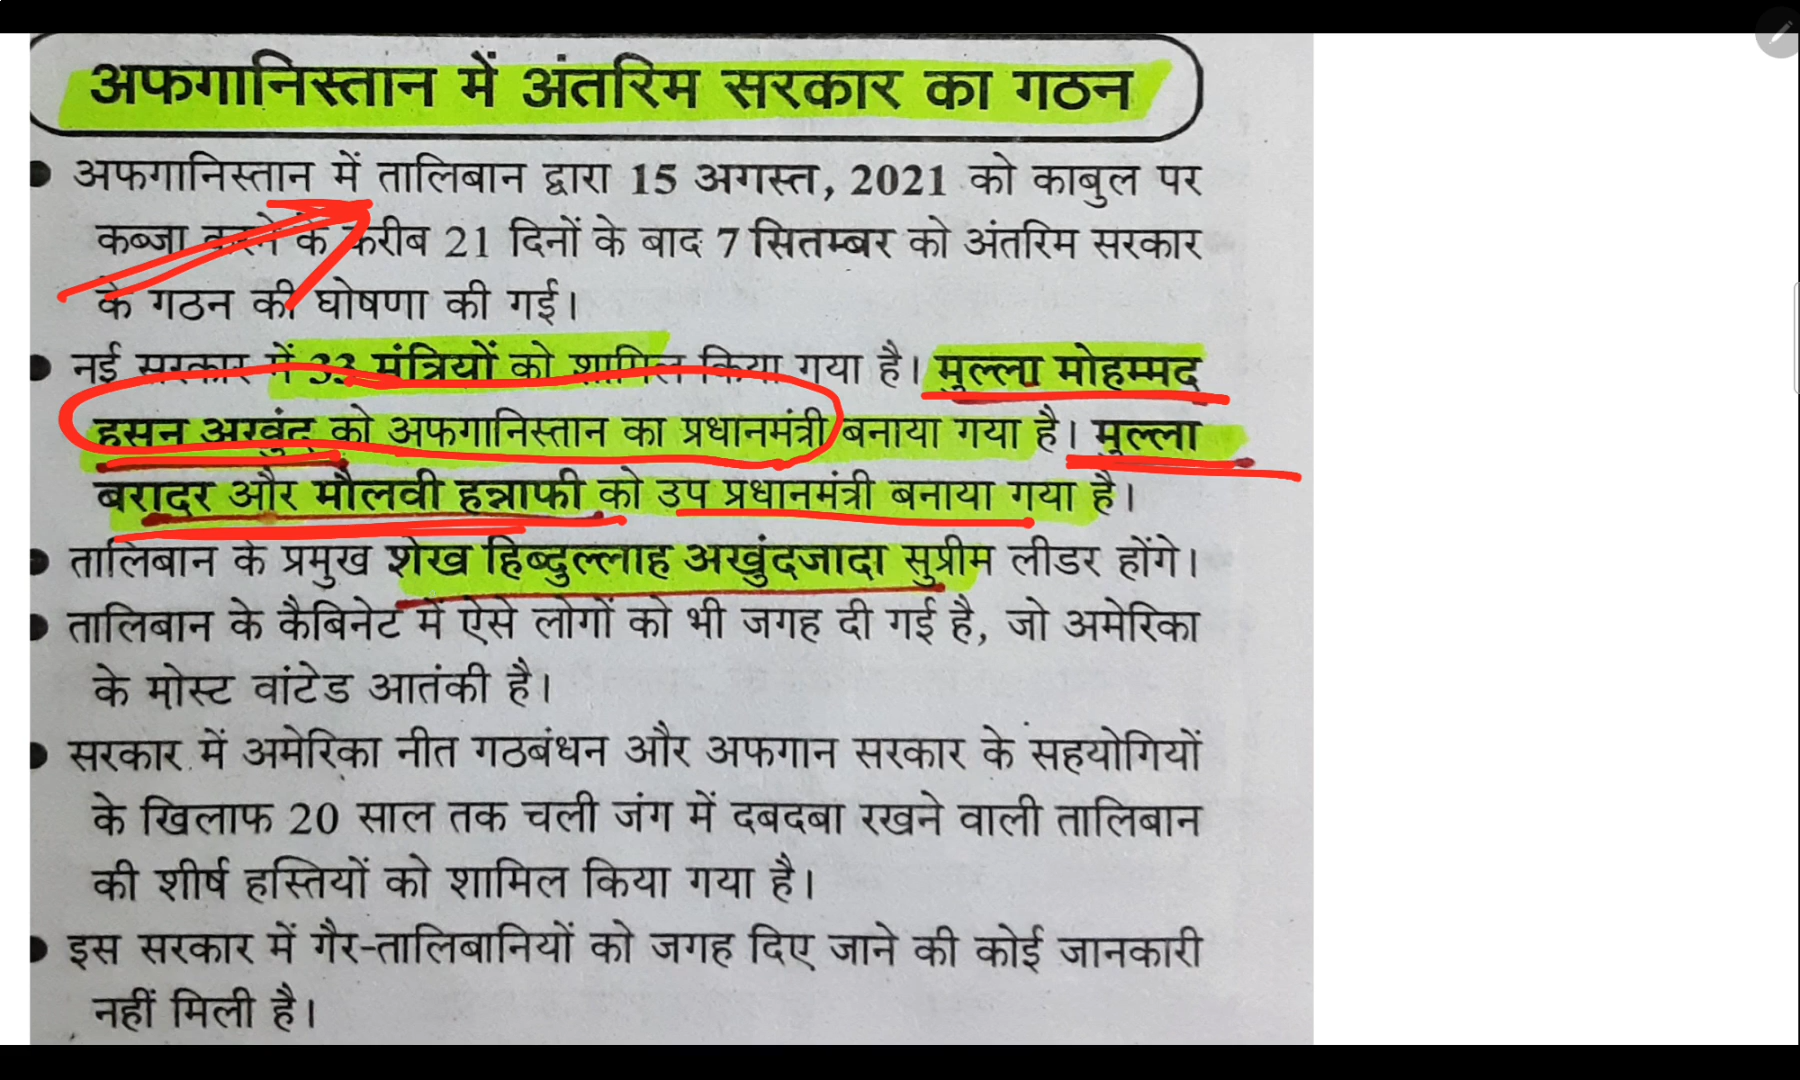 अफगानिस्तान में अंतरिम सरकार का गठन
अफगानिस्तान में तालिबान द्वारा 15 अगस्त, 2021 को काबुल पर
कब्जा करने के करीब 21 दिनों के बाद 7 सितम्बर को अंतरिम सरकार
के गठन की घोषणा की गई।
नई सरकार में 33 मंत्रियों को शामिल किया गया है। मुल्ला मोहम्मद
हसन अखुंद को अफगानिस्तान का प्रधानमंत्री बनाया गया है। मुल्ला
बरादर और मौलवी हन्नाफी को उप प्रधानमंत्री बनाया गया है।
तालिबान के प्रमुख शेख हिब्दुल्लाह अखुंदजादा सुप्रीम लीडर होंगे।
तालिबान के कैबिनेट में ऐसे लोगों को भी जगह दी गई है, जो अमेरिका
के मोस्ट वांटेड आतंकी है।
सरकार में अमेरिका नीत गठबंधन और अफगान सरकार के सहयोगियों
के खिलाफ 20 साल तक चली जंग में दबदबा रखने वाली तालिबान
की शीर्ष हस्तियों को शामिल किया गया है।
इस सरकार में गैर-तालिबानियों को जगह दिए जाने की कोई जानकारी
नहीं मिली है।